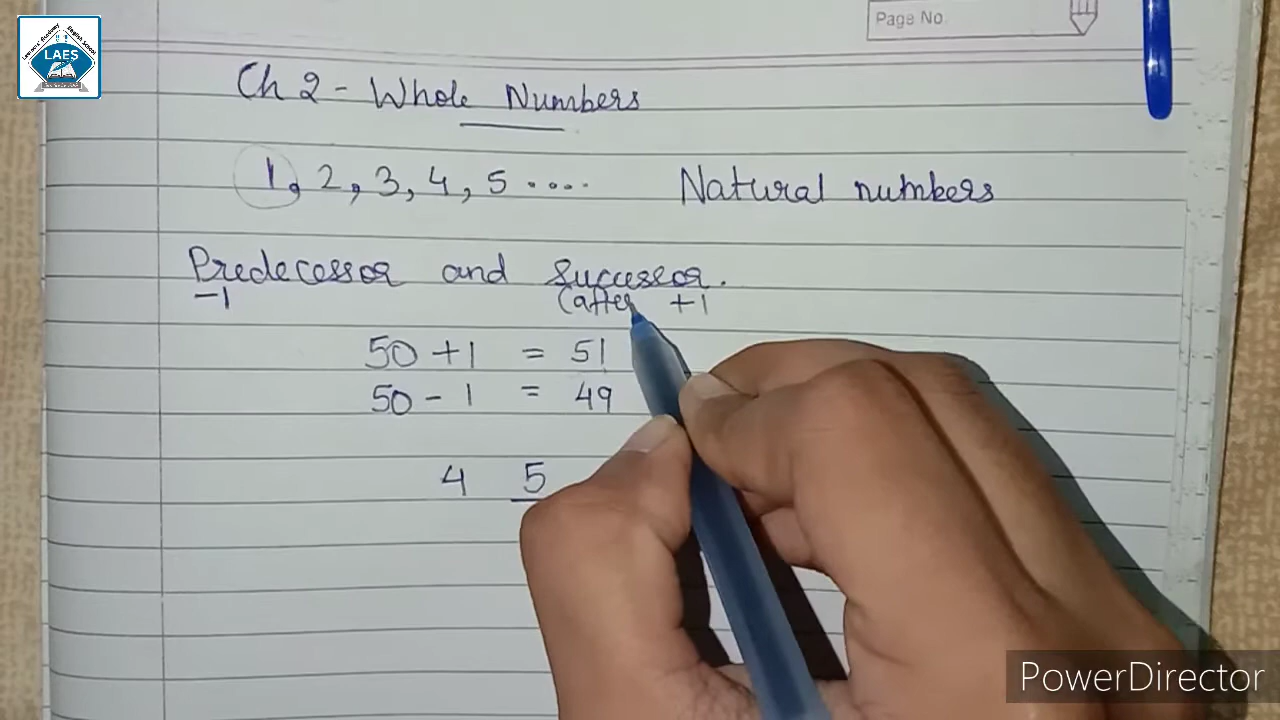 LAES
Page No.
Ch 2 - Whole Numbers
1, 2, 3, 4, 5 ..... Natural numbers
Predecessor and successor.
-1 (after +1
50 + 1 = 51
50 - 1 = 49
4 5
PowerDirector